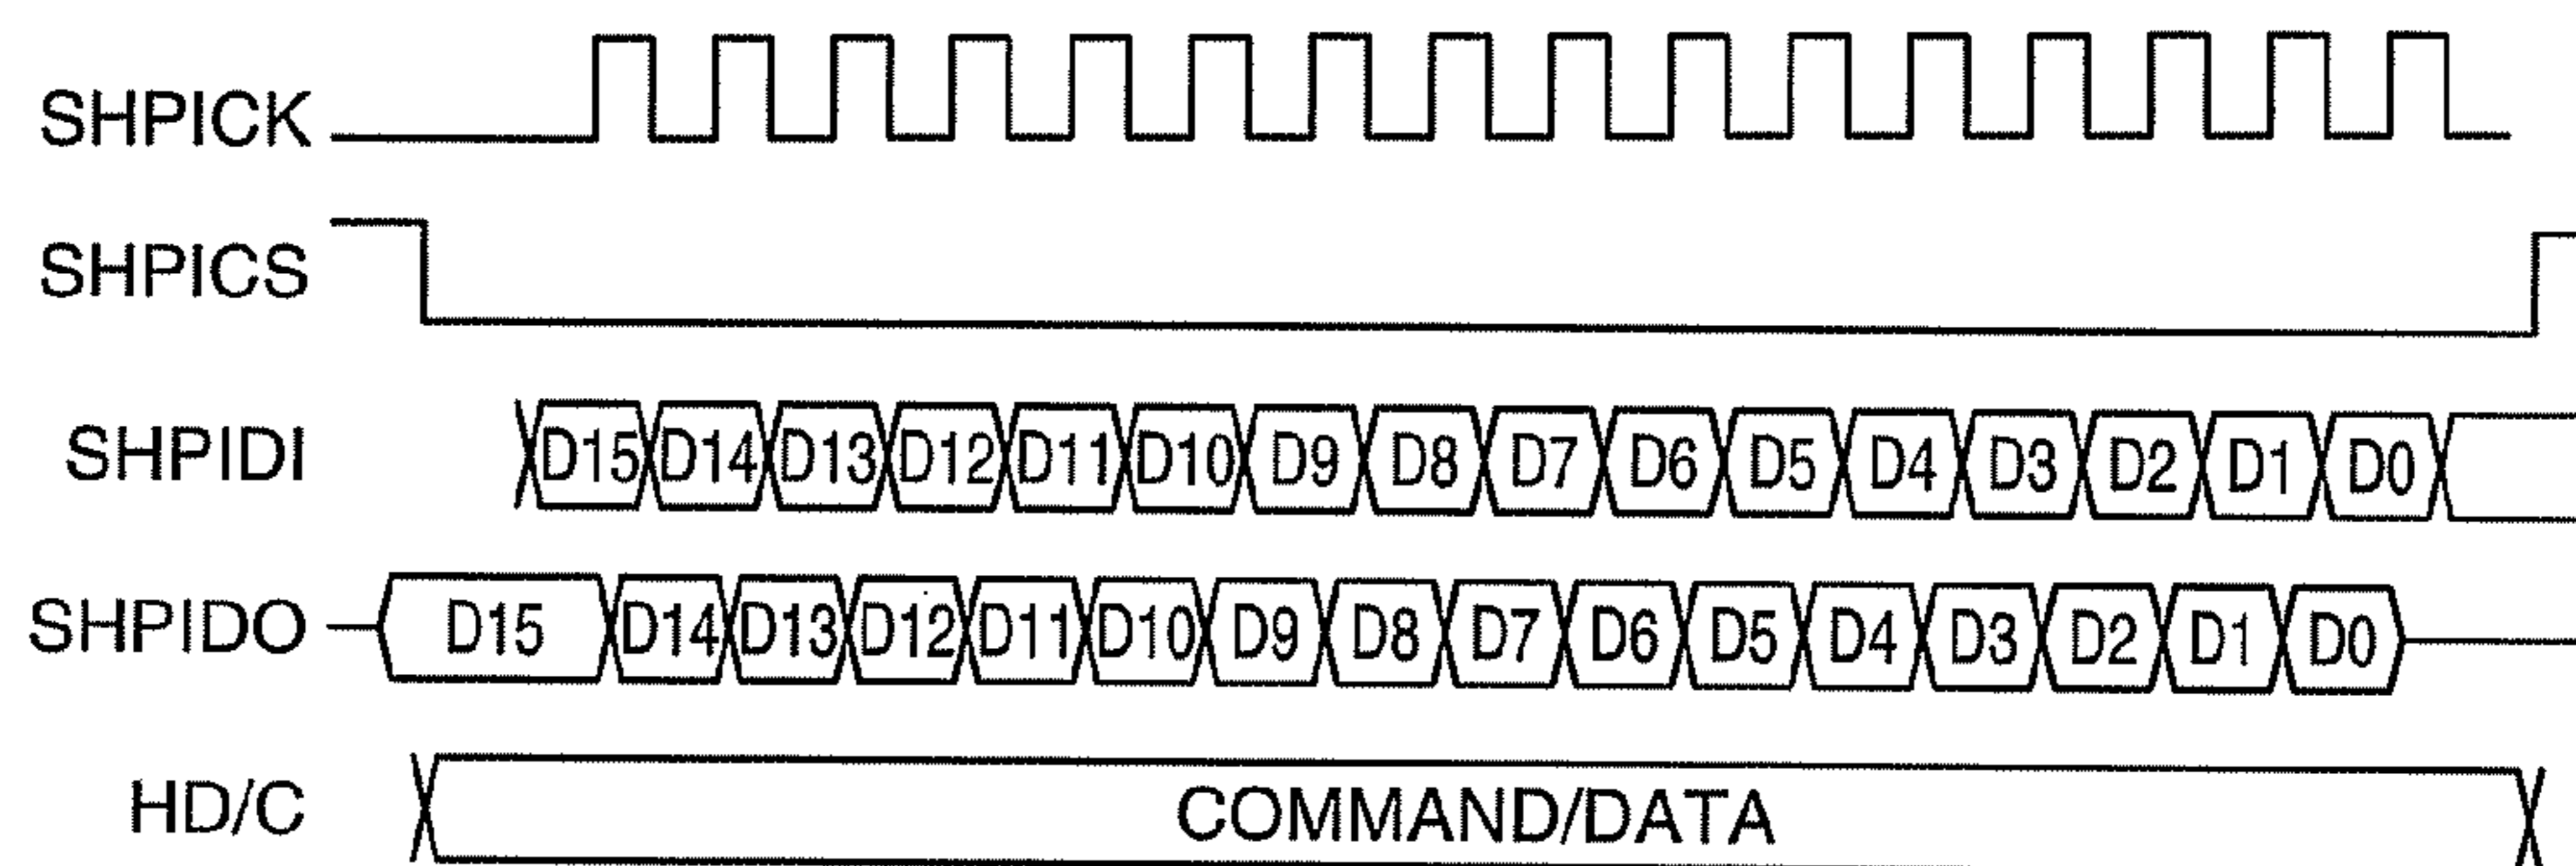 SHPICK
SHPICS
SHPIDI D15 D14 D13 D12 D11 D10 D9 D8 D7 D6 D5 D4 D3 D2 D1 D0
SHPIDO D15 D14 D13 D12 D11 D10 D9 D8 D7 D6 D5 D4 D3 D2 D1 D0
HD/C COMMAND/DATA